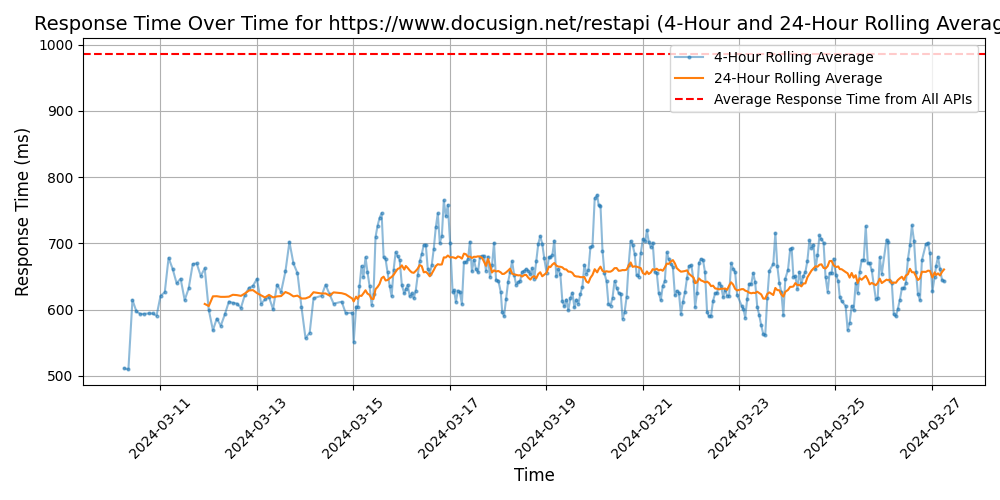 Response Time Over Time for https://www.docusign.net/restapi (4-Hour and 24-Hour Rolling Averag
1000
900
800
700
600
500
Response Time (ms)
4-Hour Rolling Average
24-Hour Rolling Average
Average Response Time from All APIs
2024-03-11
2024-03-13
2024-03-15
2024-03-17
2024-03-19
2024-03-21
2024-03-23
2024-03-25
2024-03-27
Time